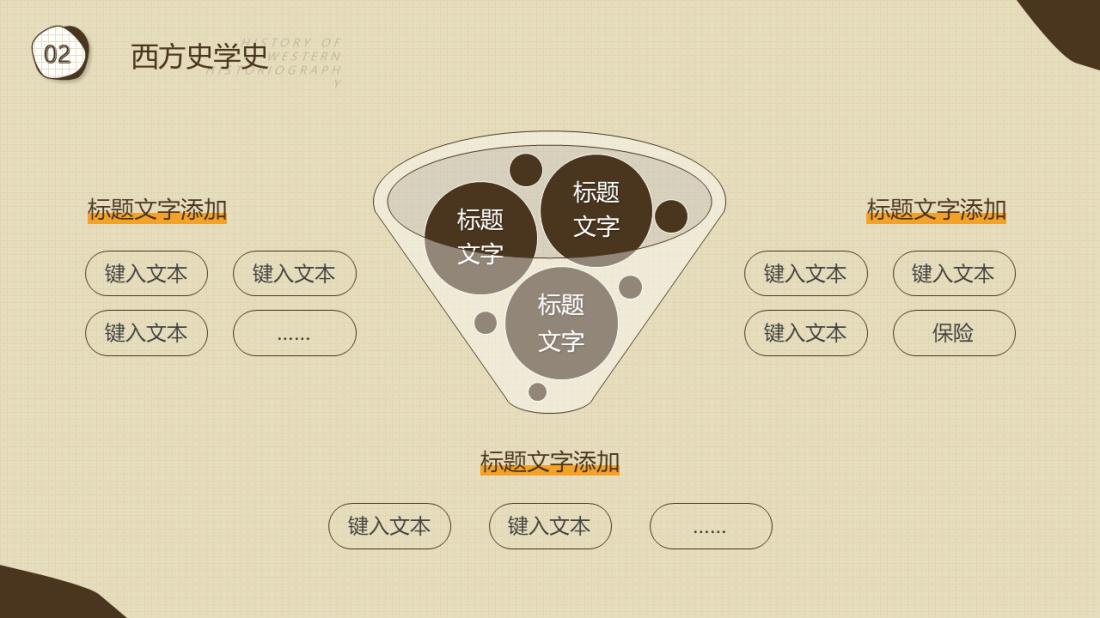 02
西方史学史
HISTORY OF
WESTERN
HISTORIOGRAPH
Y
标题
文字
标题
文字
标题
文字
标题文字添加
键入文本
键入文本
键入文本
……
标题文字添加
键入文本
键入文本
键入文本
保险
标题文字添加
键入文本
键入文本
……